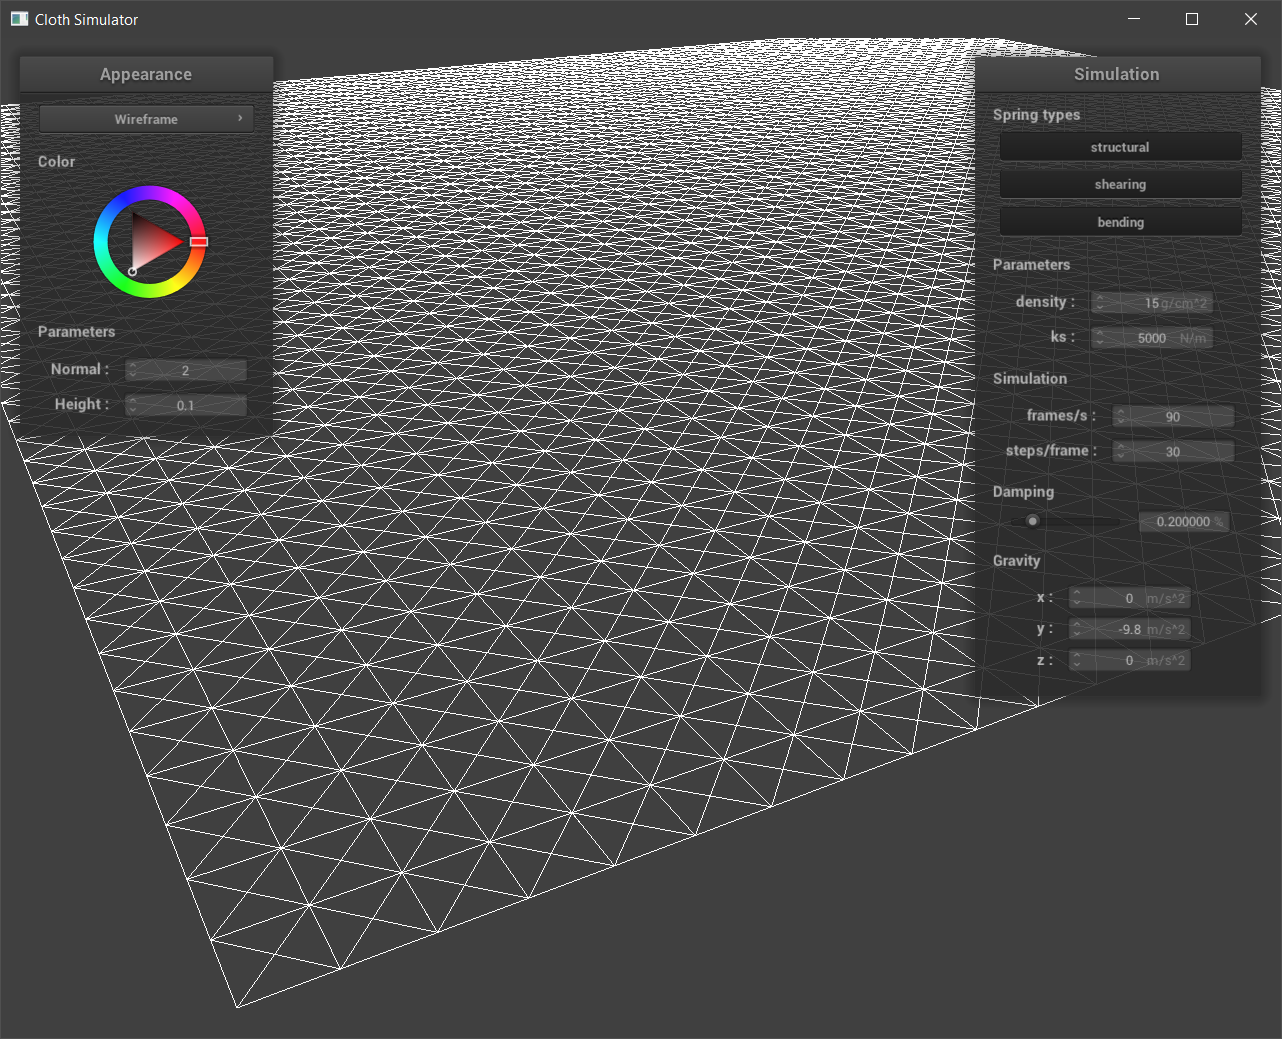 Cloth Simulator
Appearance
Wireframe
Color
Parameters
Normal : 2
Height : 0.1
Simulation
Spring types
structural
shearing
bending
Parameters
density : 15 g/cm^2
ks : 5000 N/m
Simulation
frames/s : 90
steps/frame : 30
Damping
0.200000 %
Gravity
x : 0 m/s^2
y : -9.8 m/s^2
z : 0 m/s^2